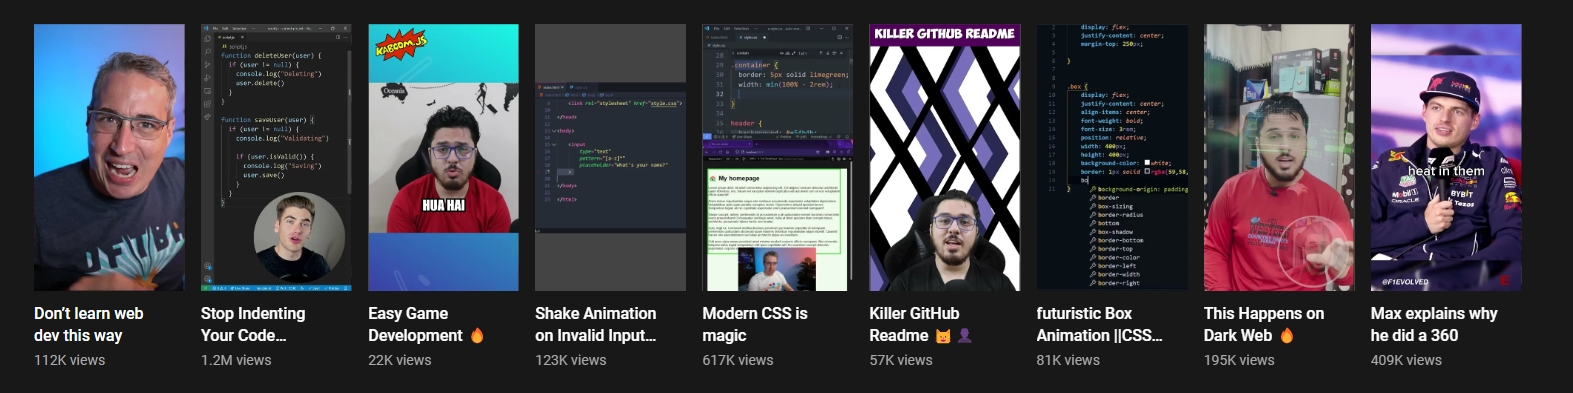 KABOOM.JS
Oceania
HUA HAI
KILLER GITHUB README
heat in them
@F1EVOLVED
function deleteUser(user) {
if (user != null) {
console.log("Deleting")
user.delete()
}
}
function saveUser(user) {
if (user != null) {
console.log("Validating")
if (user.isValid()) {
console.log("Saving")
user.save()
}
}
}
<link rel="stylesheet" href="style.css">
</head>
<body>
<input
type="text"
pattern="[a-z]*"
placeholder="What's your name?"
>
</body>
</html>
.container {
border: 5px solid limegreen;
width: min(100% - 2rem);
}
header {
My homepage
display: flex;
justify-content: center;
margin-top: 250px;
}
.box {
display: flex;
justify-content: center;
align-items: center;
font-weight: bold;
font-size: 3rem;
position: relative;
width: 400px;
height: 400px;
background-color: white;
border: 1px solid rgba(59,58,
bo
}
background-origin: padding
border
box-sizing
border-radius
bottom
box-shadow
border-bottom
border-top
border-color
border-left
border-width
border-right
Don't learn web
dev this way
112K views
Stop Indenting
Your Code...
1.2M views
Easy Game
Development 🔥
22K views
Shake Animation
on Invalid Input...
123K views
Modern CSS is
magic
617K views
Killer GitHub
Readme 😼 👤
57K views
futuristic Box
Animation ||CSS...
81K views
This Happens on
Dark Web 🔥
195K views
Max explains why
he did a 360
409K views